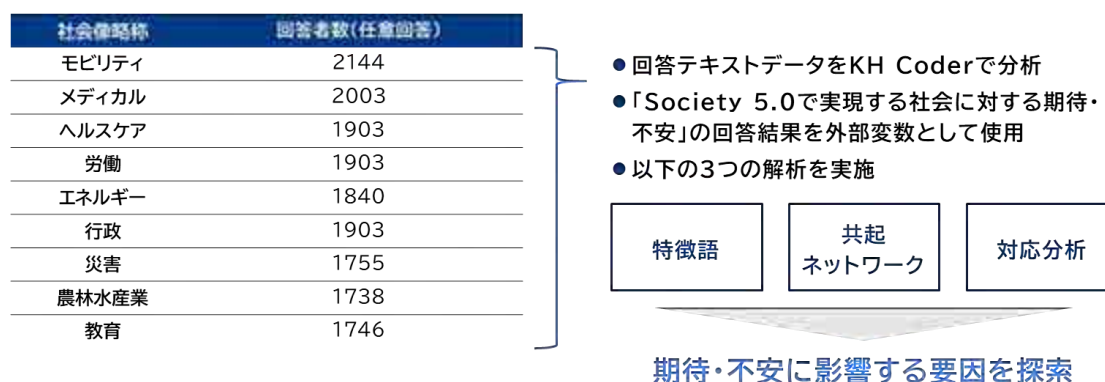 社会像略称 回答者数(任意回答)
モビリティ 2144
メディカル 2003
ヘルスケア 1903
労働 1903
エネルギー 1840
行政 1903
災害 1755
農林水産業 1738
教育 1746
●回答テキストデータをKH Coderで分析
●「Society 5.0で実現する社会に対する期待・
不安」の回答結果を外部変数として使用
●以下の3つの解析を実施
特徴語
共起
ネットワーク
対応分析
期待・不安に影響する要因を探索